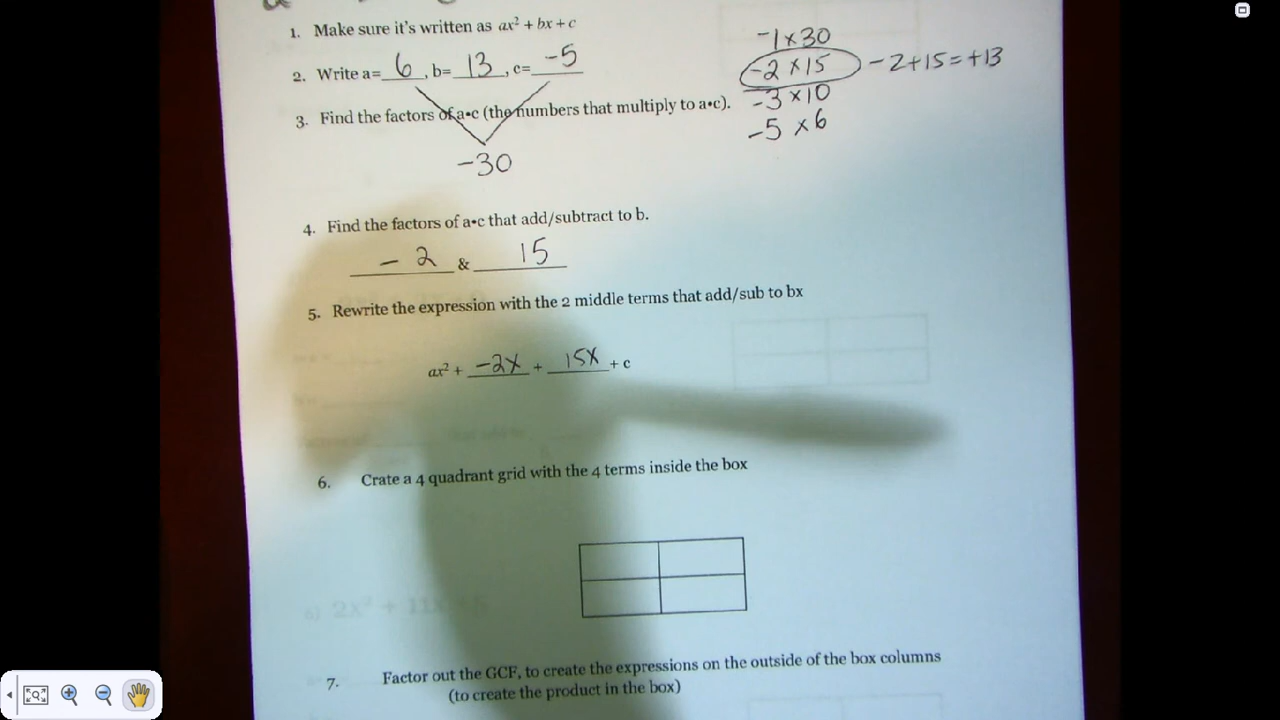 1. Make sure it's written as ax² + bx + c
-1 x 30
2. Write a= 6 , b= 13 , c= -5
-2 x 15 - 2+15=+13
3. Find the factors of a•c (the numbers that multiply to a•c).
-3 x 10
-5 x 6
-30
4. Find the factors of a•c that add/subtract to b.
- 2 & 15
5. Rewrite the expression with the 2 middle terms that add/sub to bx
ax² + -2x + 15x + c
6. Crate a 4 quadrant grid with the 4 terms inside the box
7. Factor out the GCF, to create the expressions on the outside of the box columns
(to create the product in the box)